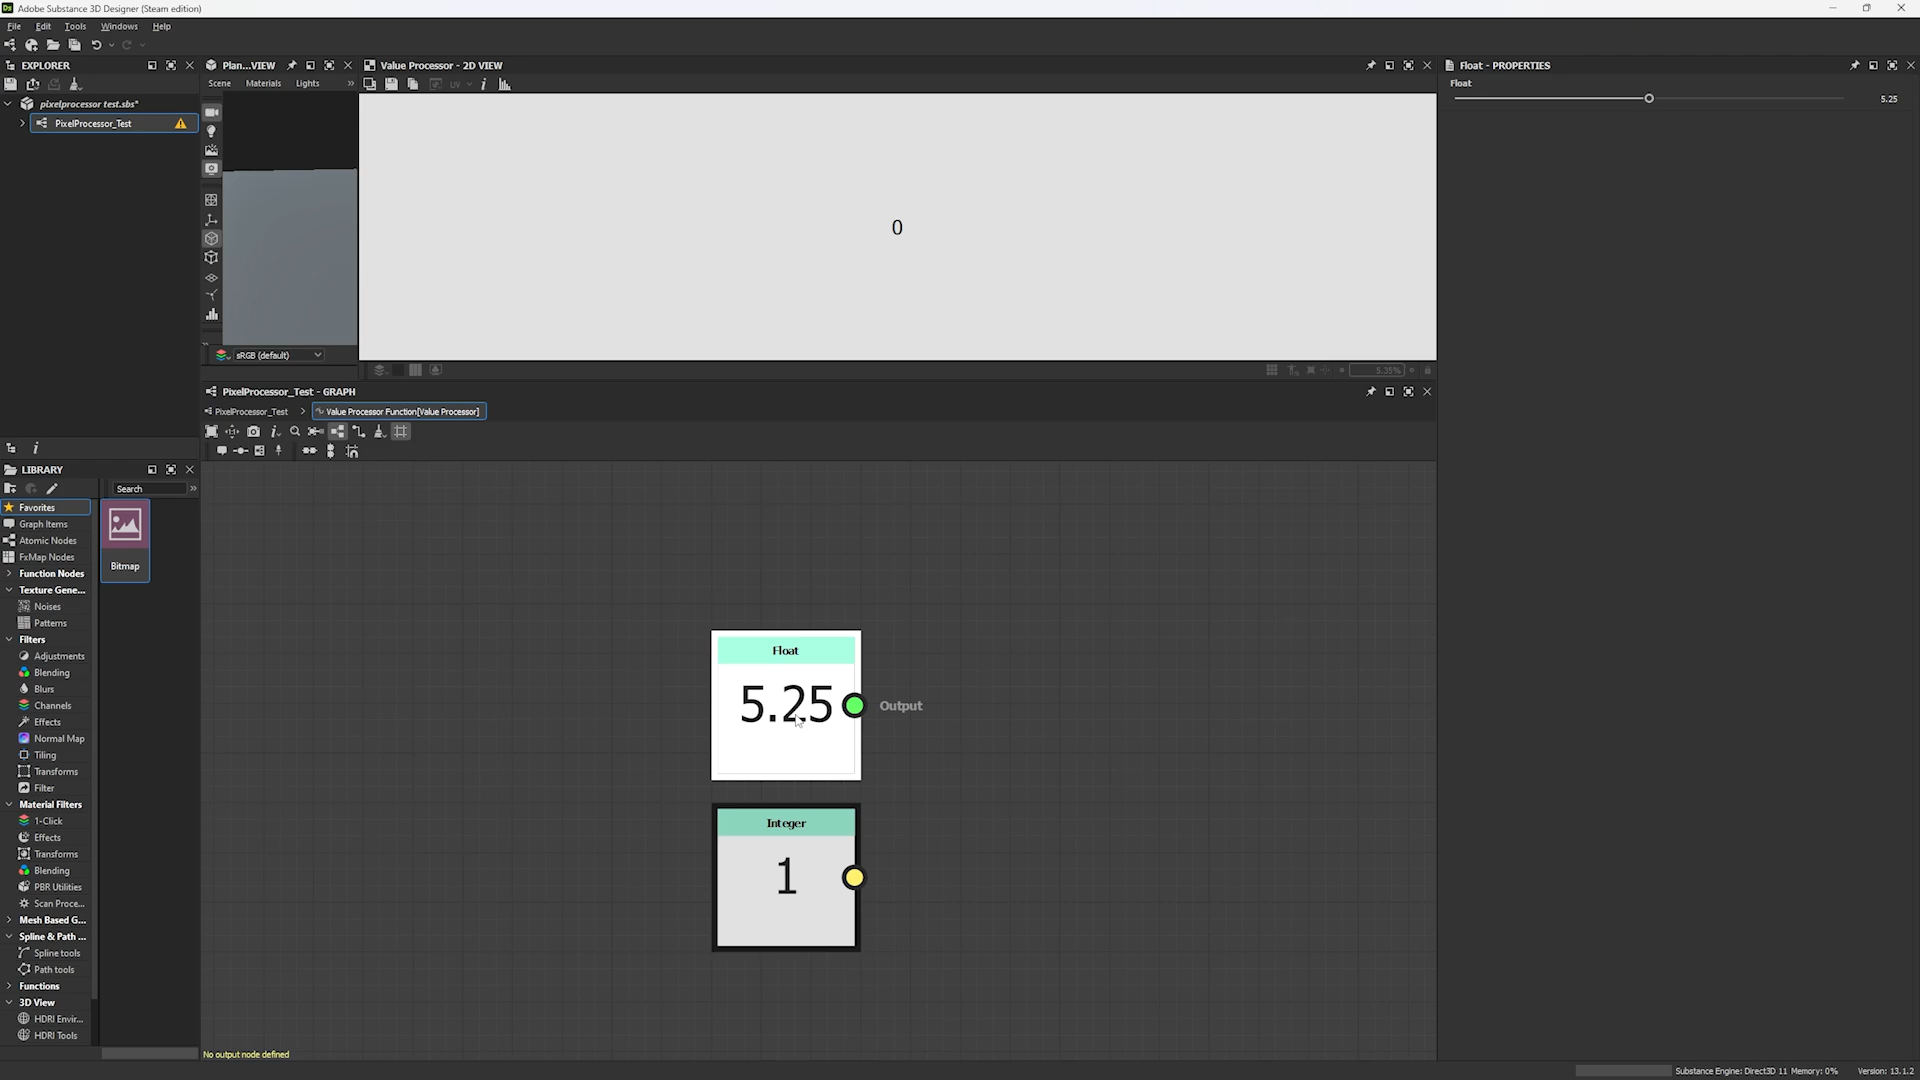 Adobe Substance 3D Designer (Steam edition)
File Edit Tools Windows Help
EXPLORER
pixelprocessor test.sbs*
PixelProcessor_Test
Plan...VIEW
Scene Materials Lights »
sRGB (default)
Value Processor - 2D VIEW
UV
0
5.35%
Float - PROPERTIES
Float
5.25
PixelProcessor_Test - GRAPH
PixelProcessor_Test > Value Processor Function[Value Processor]
LIBRARY
Search »
Favorites
Graph Items
Atomic Nodes
FxMap Nodes
Function Nodes
Texture Gene...
Noises
Patterns
Filters
Adjustments
Blending
Blurs
Channels
Effects
Normal Map
Tiling
Transforms
Filter
Material Filters
1-Click
Effects
Transforms
Blending
PBR Utilities
Scan Proce...
Mesh Based G...
Spline & Path ...
Spline tools
Path tools
Functions
3D View
HDRI Envir...
HDRI Tools
Bitmap
Float
5.25
Output
Integer
1
No output node defined
Substance Engine: Direct3D 11 Memory: 0% Version: 13.1.2